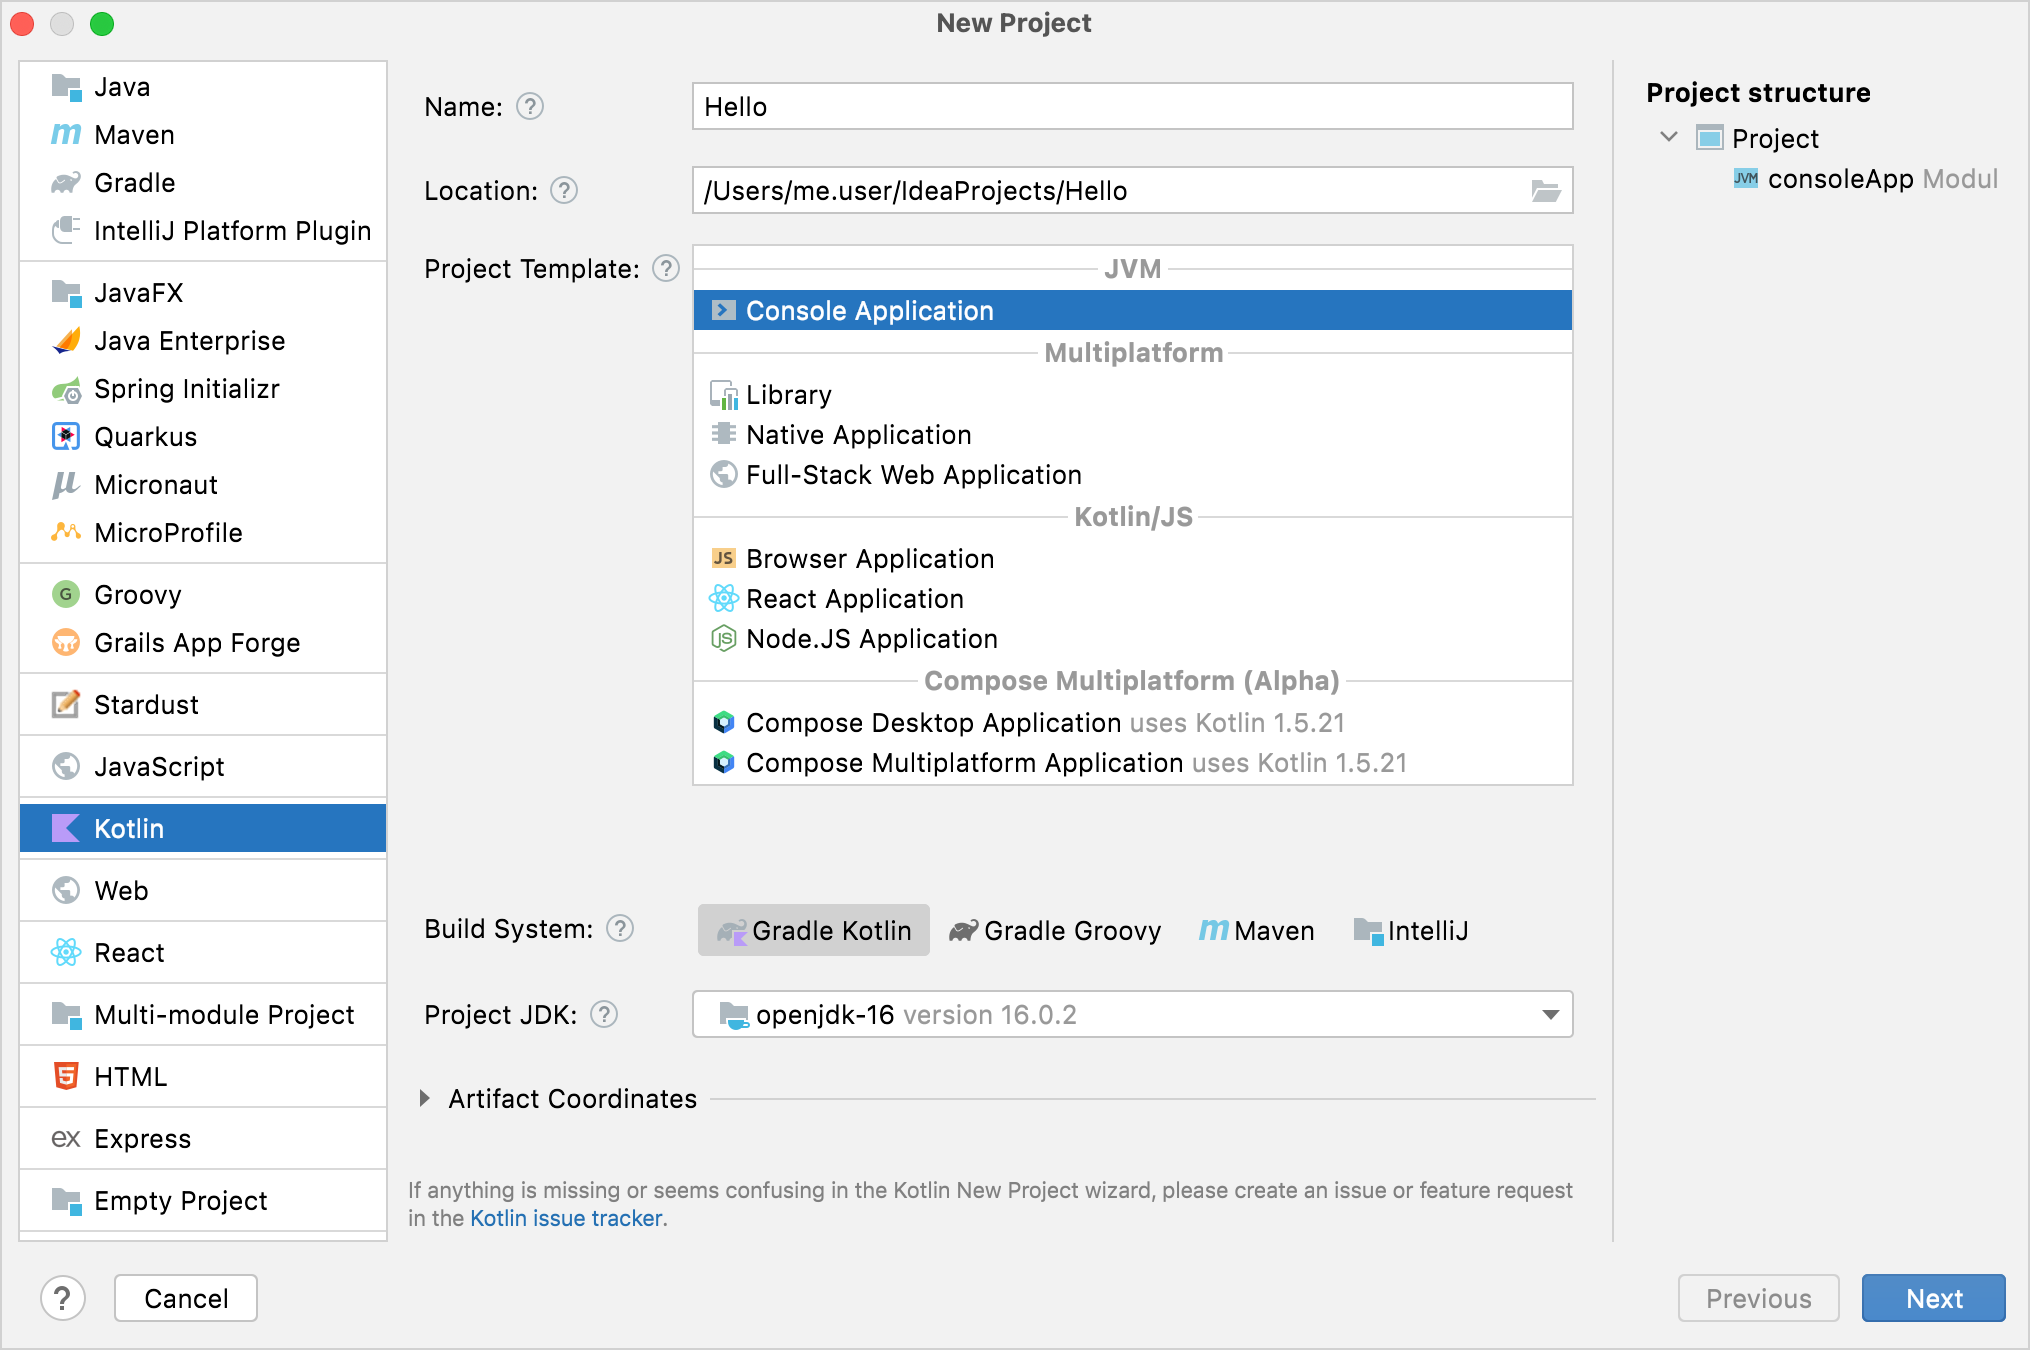 New Project
Java
Maven
Gradle
IntelliJ Platform Plugin
JavaFX
Java Enterprise
Spring Initializr
Quarkus
Micronaut
MicroProfile
G Groovy
Grails App Forge
Stardust
JavaScript
Kotlin
Web
React
Multi-module Project
HTML
ex Express
Empty Project
Name: ?
Hello
Location: ?
/Users/me.user/IdeaProjects/Hello
Project Template: ?
JVM
Console Application
Multiplatform
Library
Native Application
Full-Stack Web Application
Kotlin/JS
JS Browser Application
React Application
JS Node.JS Application
Compose Multiplatform (Alpha)
Compose Desktop Application uses Kotlin 1.5.21
Compose Multiplatform Application uses Kotlin 1.5.21
Build System: ?
Gradle Kotlin Gradle Groovy Maven IntelliJ
Project JDK: ?
openjdk-16 version 16.0.2
Artifact Coordinates
If anything is missing or seems confusing in the Kotlin New Project wizard, please create an issue or feature request
in the Kotlin issue tracker.
Project structure
Project
JVM consoleApp Modul
? Cancel Previous Next